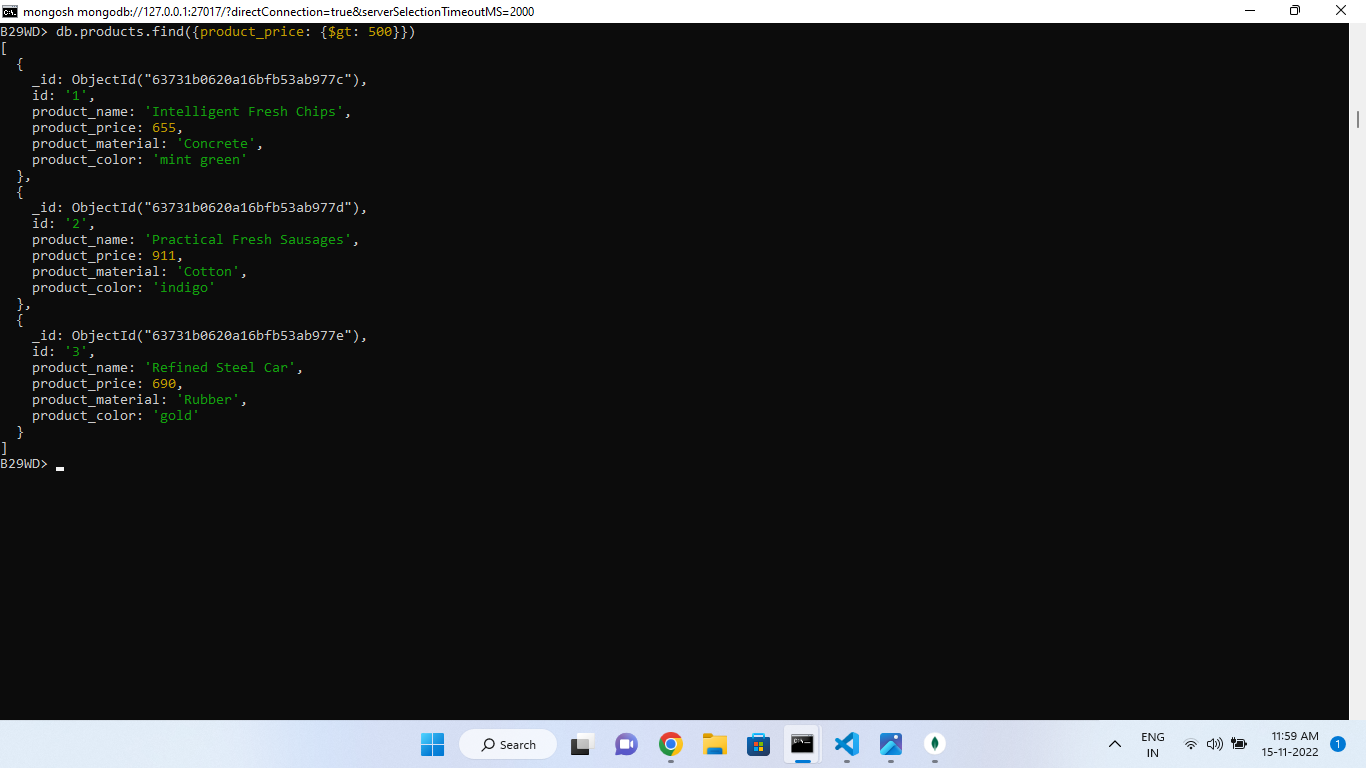 mongosh mongodb://127.0.0.1:27017/?directConnection=true&serverSelectionTimeoutMS=2000
B29WD> db.products.find({product_price: {$gt: 500}})
[
  {
    _id: ObjectId("63731b0620a16bfb53ab977c"),
    id: '1',
    product_name: 'Intelligent Fresh Chips',
    product_price: 655,
    product_material: 'Concrete',
    product_color: 'mint green'
  },
  {
    _id: ObjectId("63731b0620a16bfb53ab977d"),
    id: '2',
    product_name: 'Practical Fresh Sausages',
    product_price: 911,
    product_material: 'Cotton',
    product_color: 'indigo'
  },
  {
    _id: ObjectId("63731b0620a16bfb53ab977e"),
    id: '3',
    product_name: 'Refined Steel Car',
    product_price: 690,
    product_material: 'Rubber',
    product_color: 'gold'
  }
]
B29WD>
Search
ENG
IN
11:59 AM
15-11-2022
1